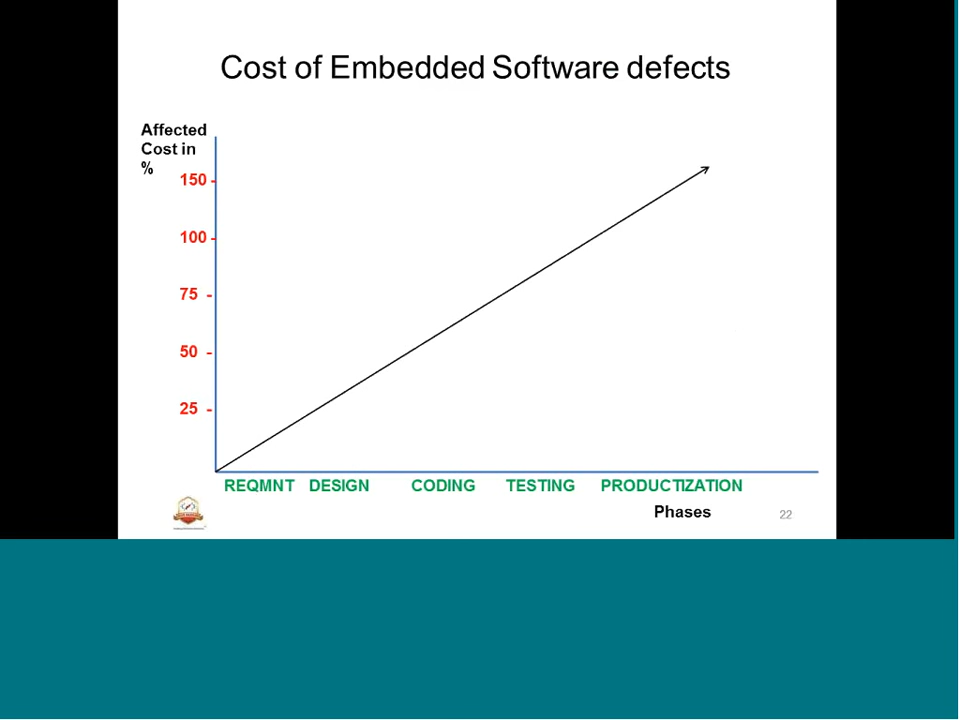 Cost of Embedded Software defects
Affected
Cost in
%
150 -
100 -
75 -
50 -
25 -
REQMNT DESIGN CODING TESTING PRODUCTIZATION
Phases
22